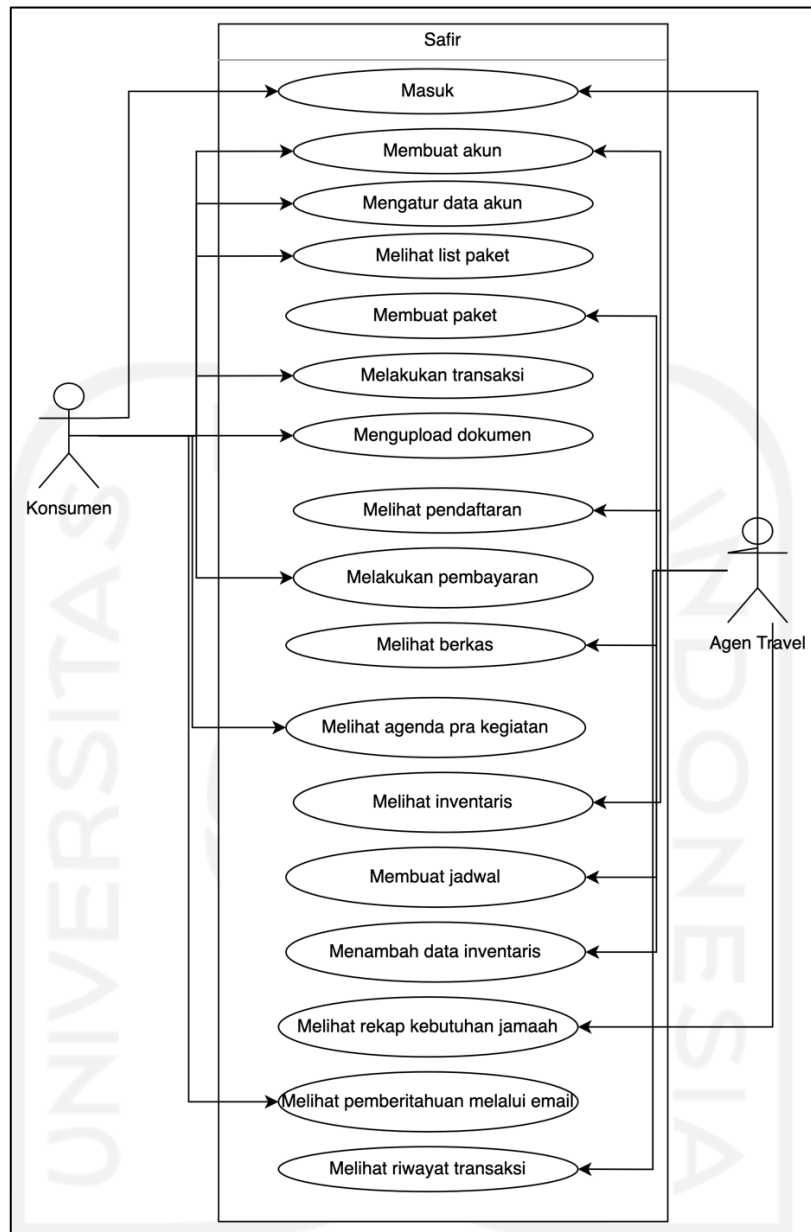 Safir
Masuk
Membuat akun
Mengatur data akun
Melihat list paket
Membuat paket
Melakukan transaksi
Mengupload dokumen
Konsumen
Melihat pendaftaran
Agen Travel
Melakukan pembayaran
Melihat berkas
Melihat agenda pra kegiatan
Melihat inventaris
Membuat jadwal
Menambah data inventaris
Melihat rekap kebutuhan jamaah
Melihat pemberitahuan melalui email
Melihat riwayat transaksi
UNIVERSITAS
INDONESIA